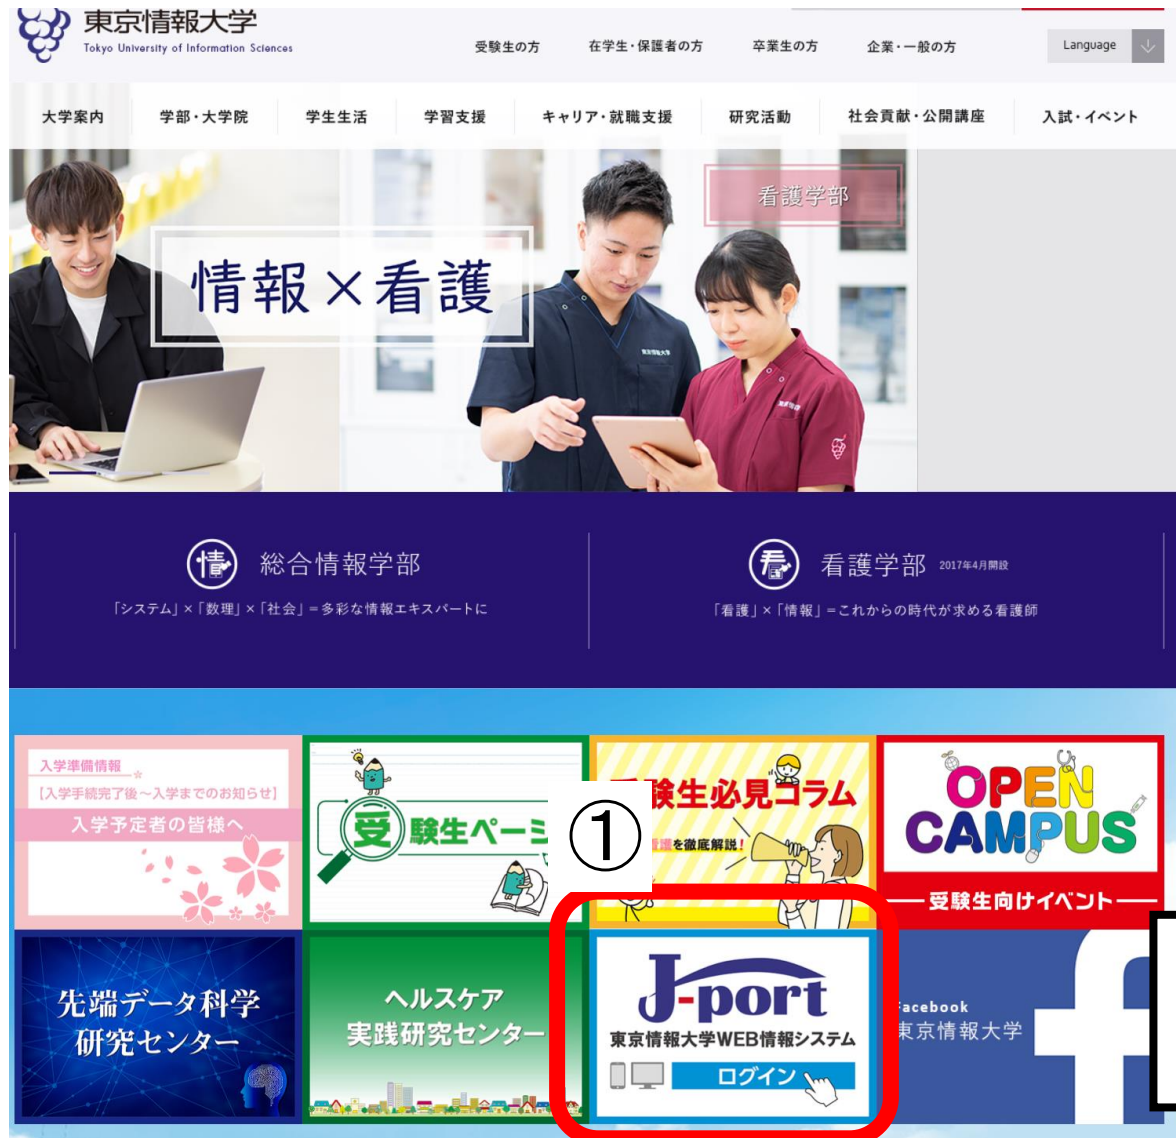 東京情報大学
Tokyo University of Information Sciences
受験生の方 在学生・保護者の方 卒業生の方 企業・一般の方 Language
大学案内 学部・大学院 学生生活 学習支援 キャリア・就職支援 研究活動 社会貢献・公開講座 入試・イベント
看護学部
情報×看護
東京情報大学
情 総合情報学部
「システム」×「数理」×「社会」=多彩な情報エキスパートに
看 看護学部 2017年4月開設
「看護」×「情報」=これからの時代が求める看護師
入学準備情報
【入学手続完了後~入学までのお知らせ】
入学予定者の皆様へ
受験生ペー
験生必見コラム
を徹底解説!
OPEN
CAMPUS
受験生向けイベント
①
先端データ科学
研究センター
ヘルスケア
実践研究センター
J-port
東京情報大学WEB情報システム
ログイン
acebook
東京情報大学